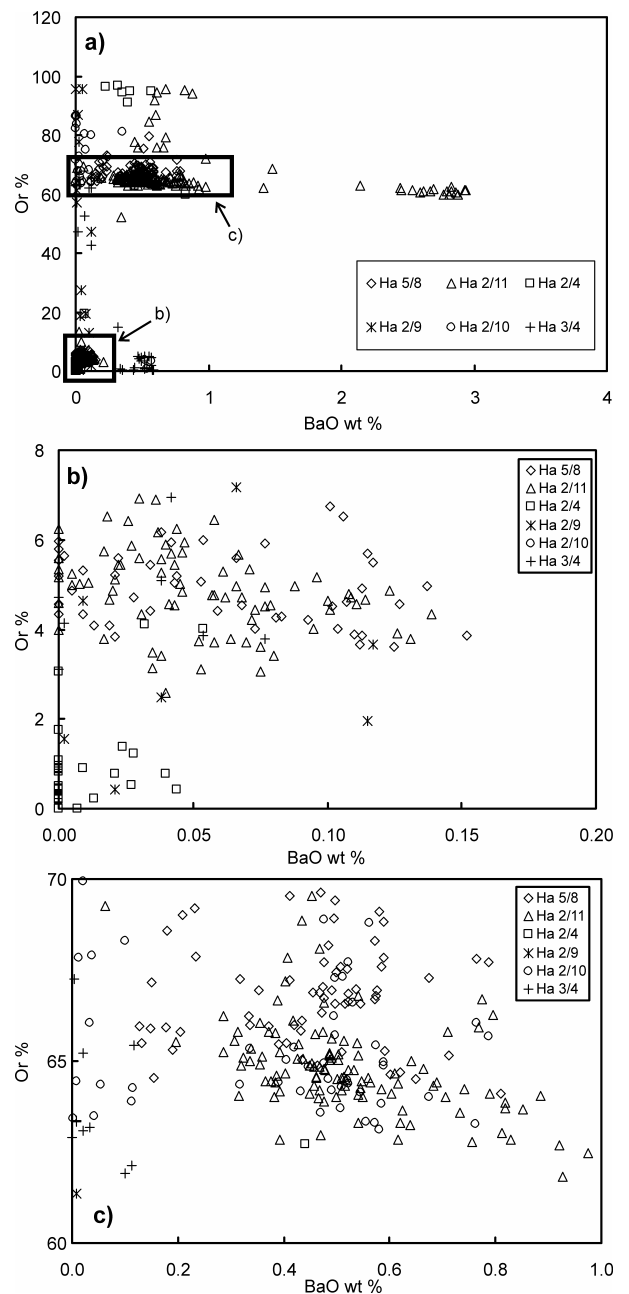 a)
120
100
80
60
40
20
0
Or %
c)
b)
Ha 5/8 Ha 2/11 Ha 2/4
Ha 2/9 Ha 2/10 Ha 3/4
0 1 2 3 4
BaO wt %
b)
8
6
4
2
0
Or %
Ha 5/8
Ha 2/11
Ha 2/4
Ha 2/9
Ha 2/10
Ha 3/4
0.00 0.05 0.10 0.15 0.20
BaO wt %
70
65
60
Or %
Ha 5/8
Ha 2/11
Ha 2/4
Ha 2/9
Ha 2/10
Ha 3/4
c)
0.0 0.2 0.4 0.6 0.8 1.0
BaO wt %